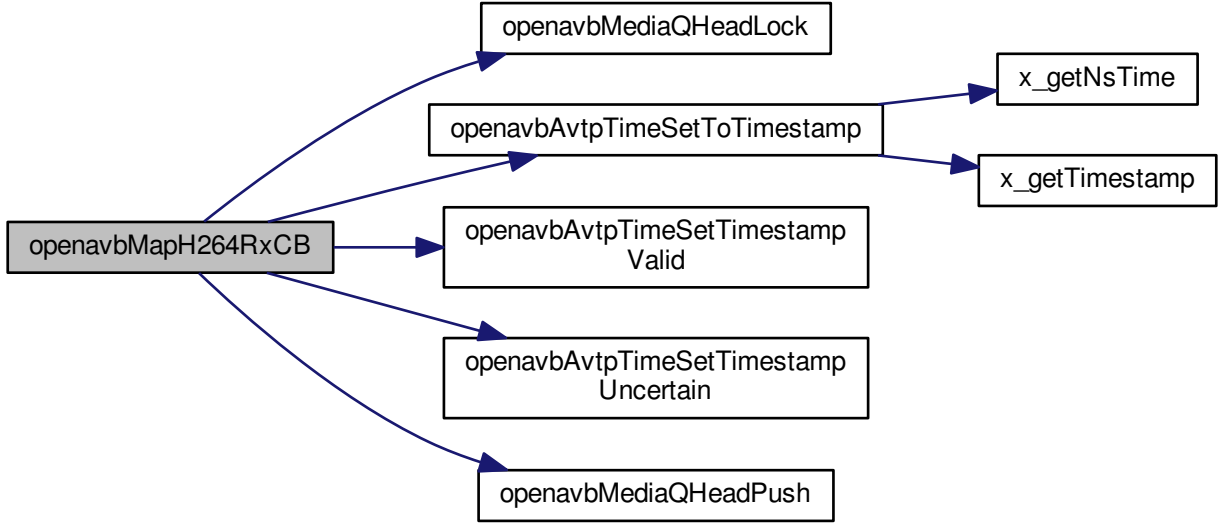 openavbMediaQHeadLock
x_getNsTime
openavbAvtpTimeSetToTimestamp
x_getTimestamp
openavbMapH264RxCB
openavbAvtpTimeSetTimestamp
Valid
openavbAvtpTimeSetTimestamp
Uncertain
openavbMediaQHeadPush